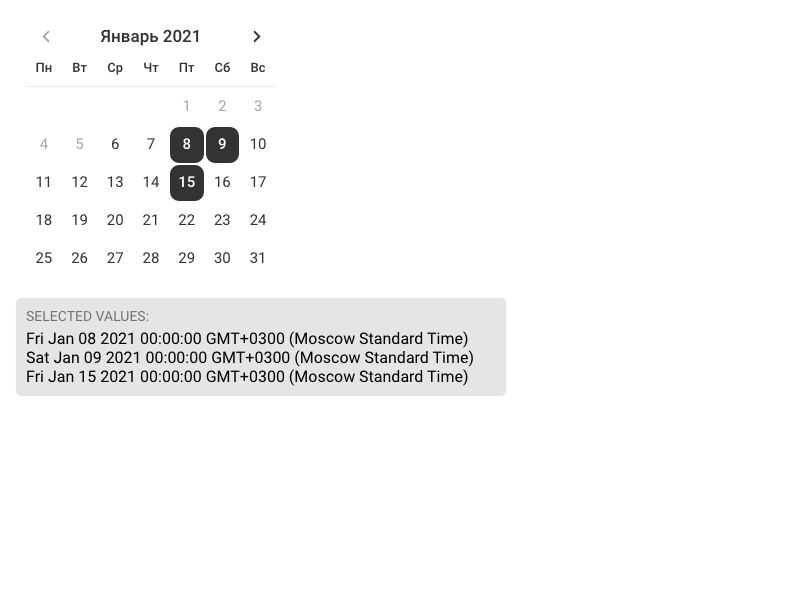 Январь 2021
Пн Вт Ср Чт Пт Сб Вс
1 2 3
4 5 6 7 8 9 10
11 12 13 14 15 16 17
18 19 20 21 22 23 24
25 26 27 28 29 30 31
SELECTED VALUES:
Fri Jan 08 2021 00:00:00 GMT+0300 (Moscow Standard Time)
Sat Jan 09 2021 00:00:00 GMT+0300 (Moscow Standard Time)
Fri Jan 15 2021 00:00:00 GMT+0300 (Moscow Standard Time)